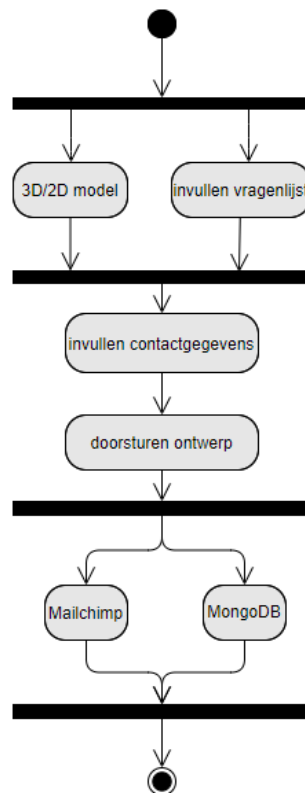 3D/2D model
invullen vragenlijst
invullen contactgegevens
doorsturen ontwerp
Mailchimp
MongoDB